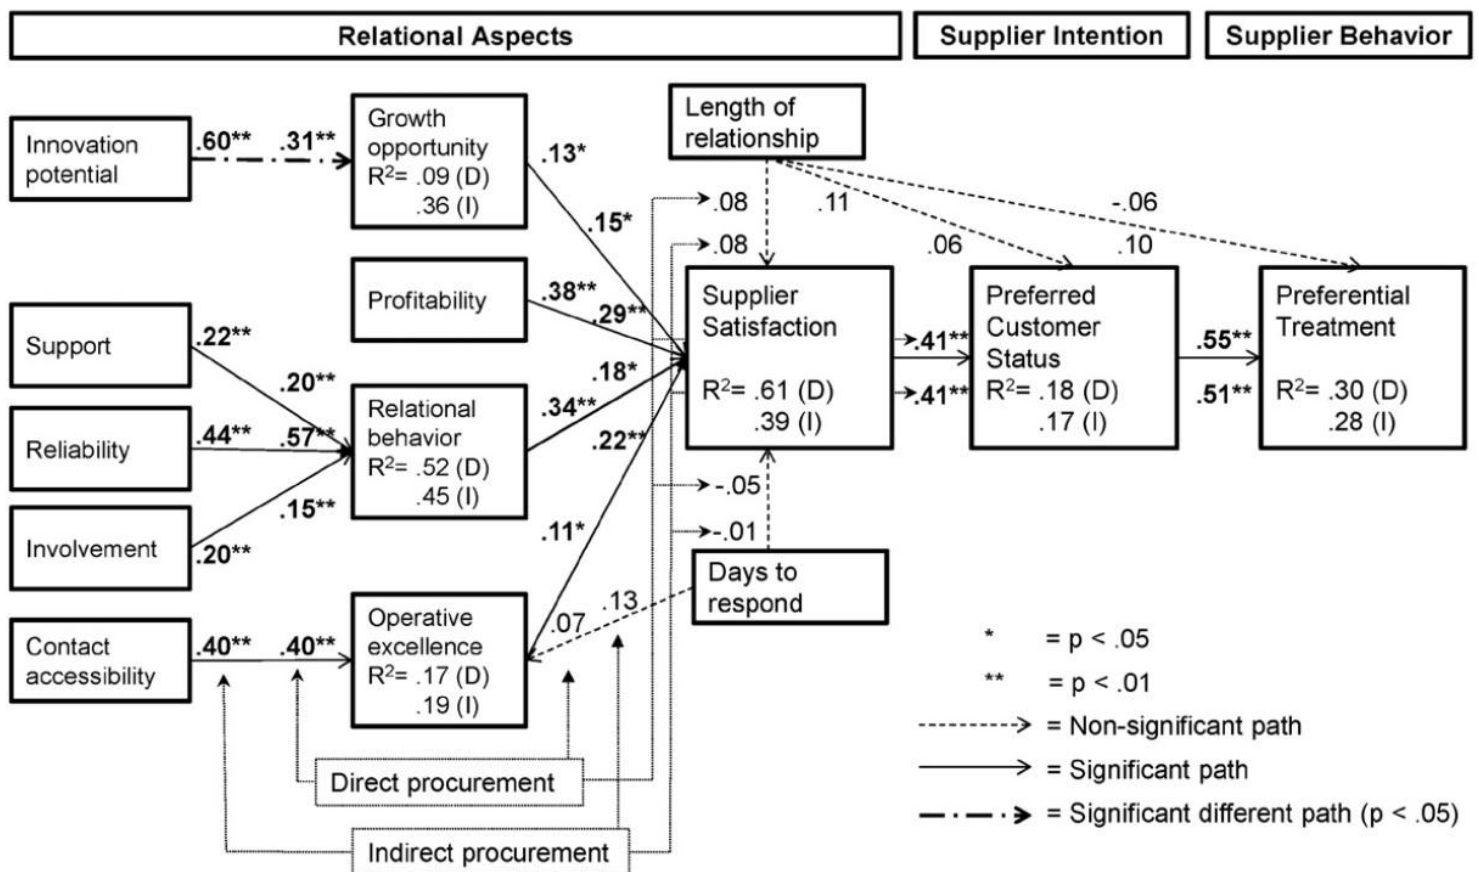 Relational Aspects
Supplier Intention
Supplier Behavior
Innovation
potential
.60**
.31**
Growth
opportunity
R²= .09 (D)
.36 (I)
.13*
.15*
Length of
relationship
.08
.08
.11
.06
-.06
.10
Profitability
.38**
.29**
Support
.22**
.20**
Reliability
.44**
.57**
Involvement
.20**
.15**
Relational
behavior
R²= .52 (D)
.45 (I)
.18*
.34**
.22**
.11*
Supplier
Satisfaction
R²= .61 (D)
.39 (I)
.41**
.41**
Preferred
Customer
Status
R²= .18 (D)
.17 (I)
.55**
.51**
Preferential
Treatment
R²= .30 (D)
.28 (I)
-.05
-.01
Days to
respond
.13
.07
Contact
accessibility
.40**
.40**
Operative
excellence
R²= .17 (D)
.19 (I)
Direct procurement
Indirect procurement
* = p < .05
** = p < .01
= Non-significant path
= Significant path
= Significant different path (p < .05)